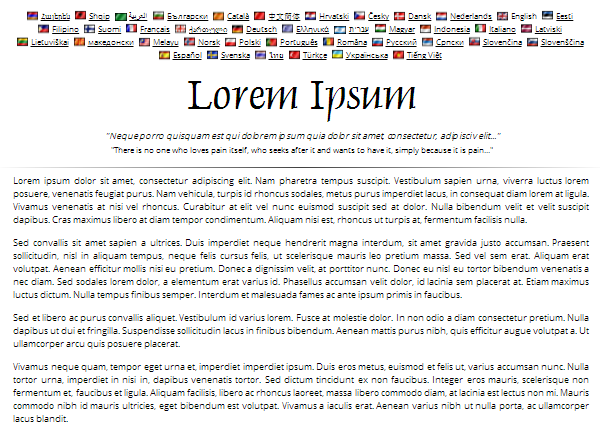 Հայերեն Shqip العربية Български Català 中文简体 Hrvatski Česky Dansk Nederlands English Eesti
Filipino Suomi Français ქართული Deutsch Ελληνικά עברית Magyar Indonesia Italiano Latviski
Lietuviškai македонски Melayu Norsk Polski Português Româna Русский Српски Slovenčina Slovenščina
Español Svenska ไทย Türkçe Українська Tiếng Việt
Lorem Ipsum
"Neque porro quisquam est qui dolorem ipsum quia dolor sit amet, consectetur, adipisci velit..."
"There is no one who loves pain itself, who seeks after it and wants to have it, simply because it is pain..."
Lorem ipsum dolor sit amet, consectetur adipiscing elit. Nam pharetra tempus suscipit. Vestibulum sapien urna, viverra luctus lorem
posuere, venenatis feugiat purus. Nam vehicula, turpis id rhoncus sodales, metus purus imperdiet lacus, in consequat diam lorem at ligula.
Vivamus venenatis at nisi vel rhoncus. Curabitur at elit vel nunc euismod suscipit sed at dolor. Nulla bibendum velit et velit suscipit
dapibus. Cras maximus libero at diam tempor condimentum. Aliquam nisi est, rhoncus ut turpis at, fermentum facilisis nulla.
Sed convallis sit amet sapien a ultrices. Duis imperdiet neque hendrerit magna interdum, sit amet gravida justo accumsan. Praesent
sollicitudin, nisl in aliquam tempus, neque felis cursus felis, ut scelerisque mauris leo pretium massa. Sed vel sem erat. Aliquam erat
volutpat. Aenean efficitur mollis nisi eu pretium. Donec a dignissim velit, at porttitor nunc. Donec eu nisl eu tortor bibendum venenatis a
nec diam. Sed sodales lorem dolor, a elementum erat varius id. Phasellus accumsan velit dolor, id lacinia sem placerat at. Etiam maximus
luctus dictum. Nulla tempus finibus semper. Interdum et malesuada fames ac ante ipsum primis in faucibus.
Sed et libero ac purus convallis aliquet. Vestibulum id varius lorem. Fusce at molestie dolor. In non odio a diam consectetur pretium. Nulla
dapibus ut dui et fringilla. Suspendisse sollicitudin lacus in finibus bibendum. Aenean mattis purus nibh, quis efficitur augue volutpat a. Ut
ullamcorper arcu quis posuere placerat.
Vivamus neque quam, tempor eget urna et, imperdiet imperdiet ipsum. Duis eros metus, euismod et felis ut, varius accumsan nunc. Nulla
tortor urna, imperdiet in nisi in, dapibus venenatis tortor. Sed dictum tincidunt ex non faucibus. Integer eros mauris, scelerisque non
fermentum et, faucibus et ligula. Aliquam facilisis, libero ac rhoncus laoreet, massa libero commodo diam, at lacinia est lectus non mi. Mauris
commodo nibh id mauris ultricies, eget bibendum est volutpat. Vivamus a iaculis erat. Aenean varius nibh ut nulla porta, ac ullamcorper
lacus blandit.